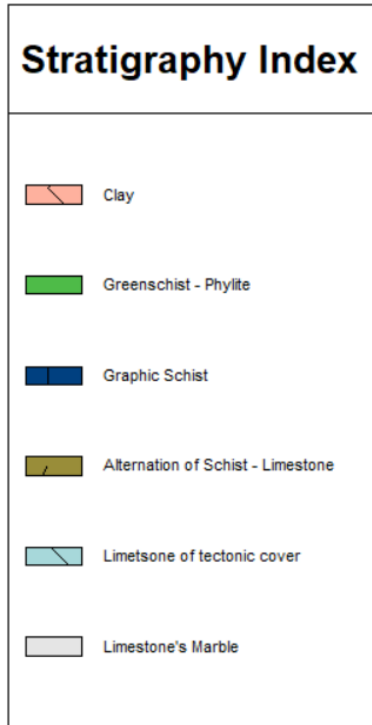 Stratigraphy Index
Clay
Greenschist - Phylite
Graphic Schist
Alternation of Schist - Limestone
Limetsone of tectonic cover
Limestone's Marble